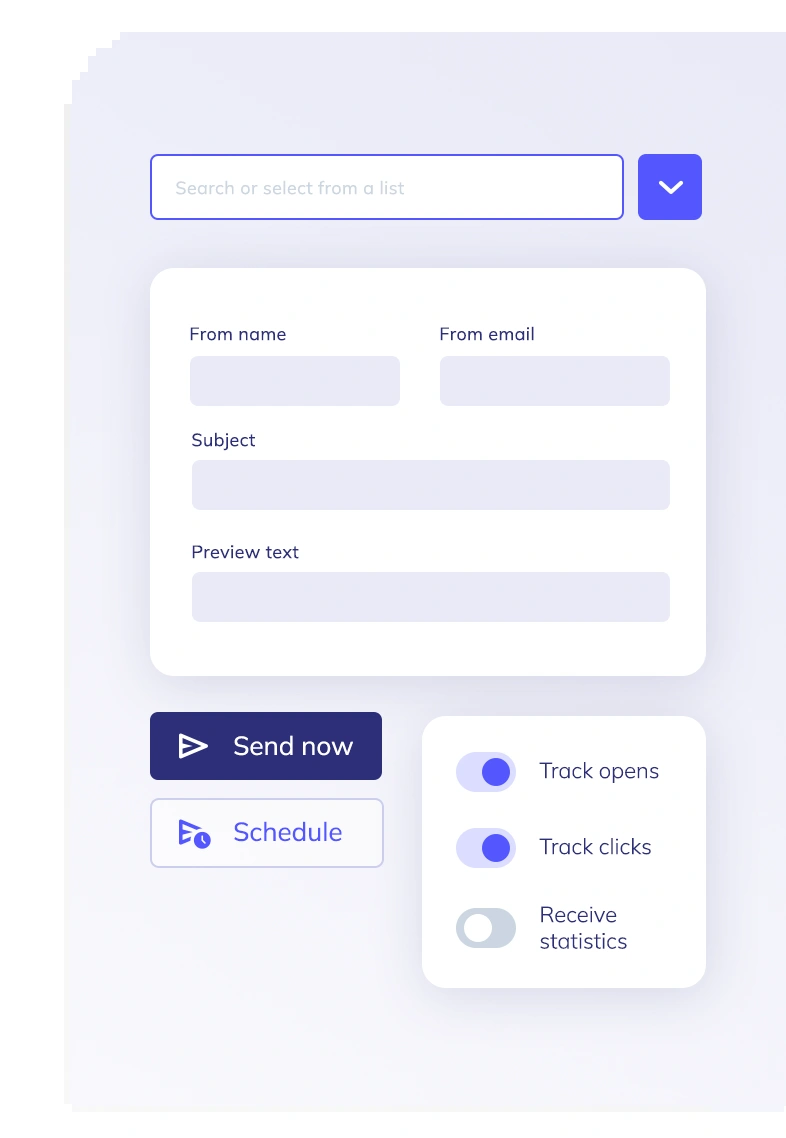 Search or select from a list
From name
From email
Subject
Preview text
Send now
Schedule
Track opens
Track clicks
Receive
statistics